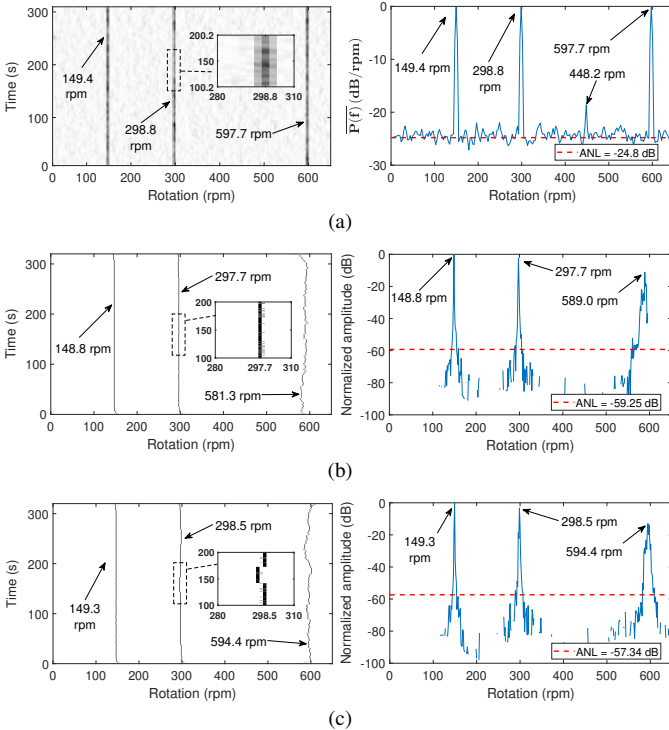 300
200
100
0
Time (s)
0 100 200 300 400 500 600
Rotation (rpm)
149.4
rpm
298.8
rpm
597.7 rpm
200.2
150
100.2
280 298.8 310
0
-10
-20
-30
P(f) (dB/rpm)
0 100 200 300 400 500 600
Rotation (rpm)
149.4 rpm
298.8
rpm
597.7
rpm
448.2 rpm
ANL = -24.8 dB
(a)
300
200
100
0
Time (s)
0 100 200 300 400 500 600
Rotation (rpm)
297.7 rpm
148.8 rpm
581.3 rpm
200
150
100
280 297.7 310
0
-20
-40
-60
-80
-100
Normalized amplitude (dB)
0 100 200 300 400 500 600
Rotation (rpm)
148.8
rpm
297.7 rpm
589.0 rpm
ANL = -59.25 dB
(b)
300
200
100
0
Time (s)
0 100 200 300 400 500 600
Rotation (rpm)
298.5 rpm
149.3
rpm
594.4 rpm
200
150
100
280 298.5 310
0
-20
-40
-60
-80
-100
Normalized amplitude (dB)
0 100 200 300 400 500 600
Rotation (rpm)
149.3
rpm
298.5 rpm
594.4
rpm
ANL = -57.34 dB
(c)